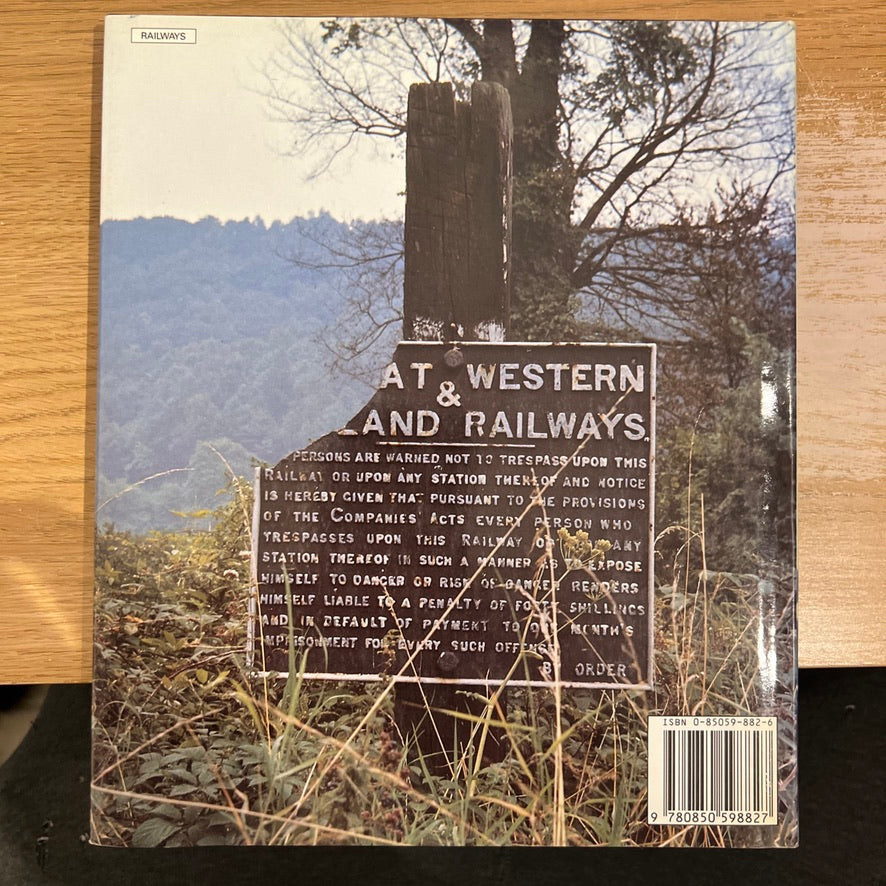 RAILWAYS
AT WESTERN
&
LAND RAILWAYS.
PERSONS ARE WARNED NOT TO TRESPASS UPON THIS
RAILWAY OR UPON ANY STATION THEREOF AND NOTICE
IS HEREBY GIVEN THAT PURSUANT TO THE PROVISIONS
OF THE COMPANIES ACTS EVERY PERSON WHO
TRESPASSES UPON THIS RAILWAY OR ANY
STATION THEREOF IN SUCH A MANNER AS TO EXPOSE
HIMSELF TO DANGER OR RISK OF DANGER RENDERS
HIMSELF LIABLE TO A PENALTY OF FORTY SHILLINGS
AND IN DEFAULT OF PAYMENT TO ONE MONTH'S
IMPRISONMENT FOR EVERY SUCH OFFENCE
BY ORDER
ISBN 0-85059-882-6
9 780850 598827